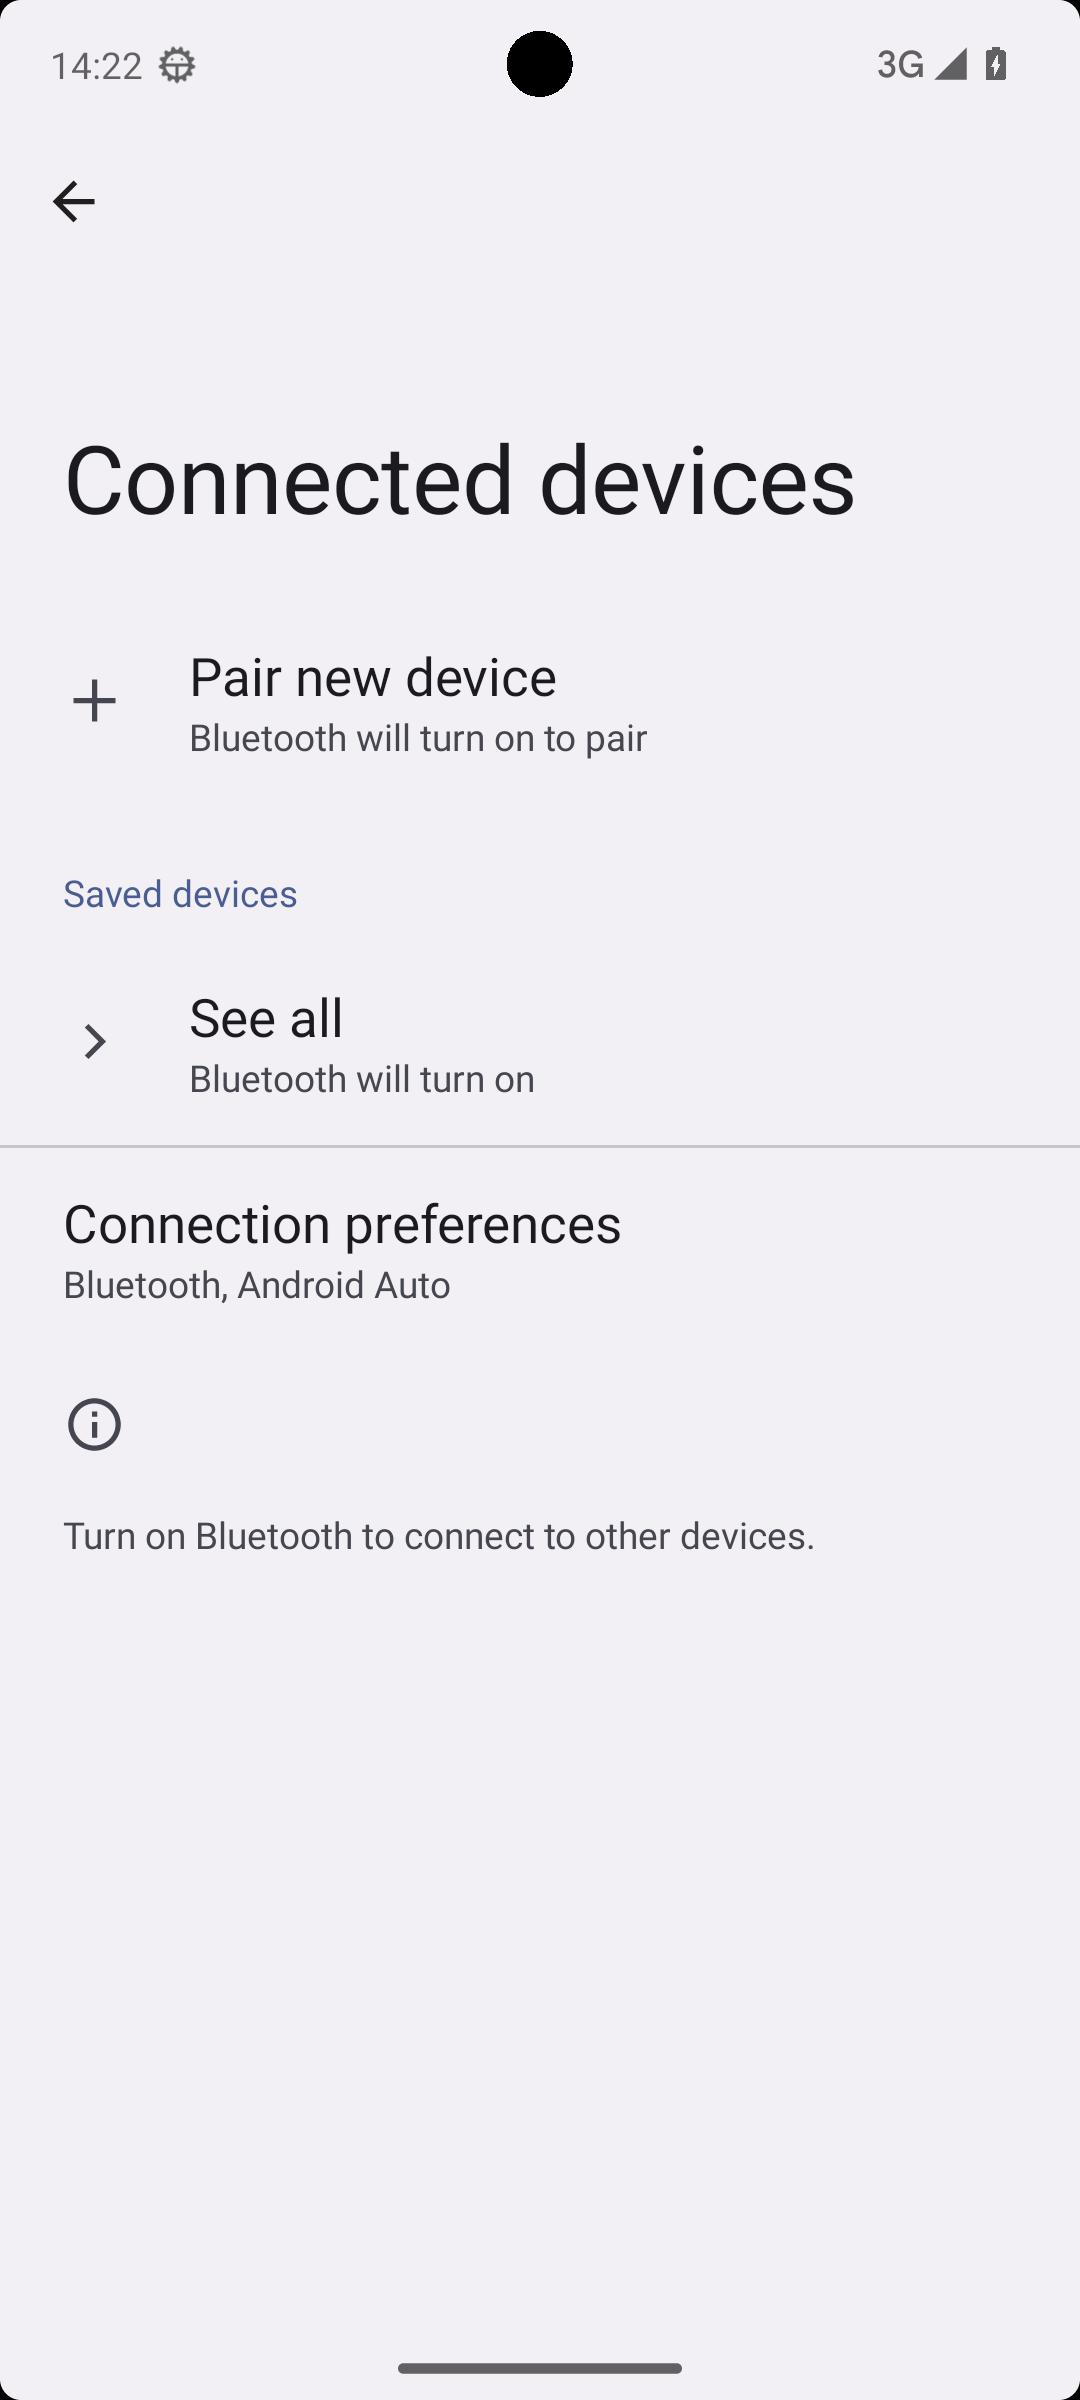 14:22
3G
Connected devices
Pair new device
Bluetooth will turn on to pair
Saved devices
See all
Bluetooth will turn on
Connection preferences
Bluetooth, Android Auto
Turn on Bluetooth to connect to other devices.